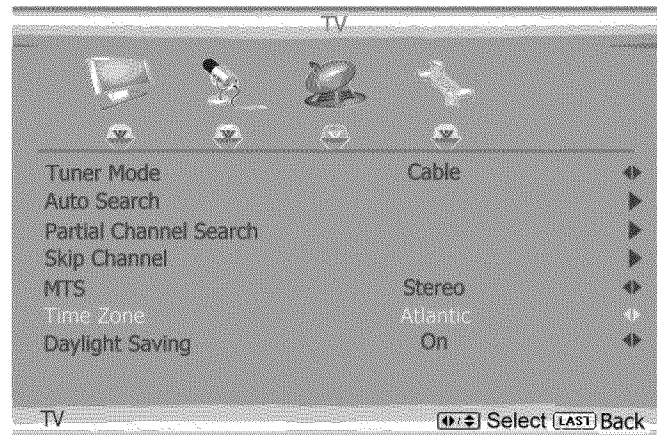 TV
Tuner Mode Cable
Auto Search
Partial Channel Search
Skip Channel
MTS Stereo
Time Zone Atlantic
Daylight Saving On
TV Select LAST Back